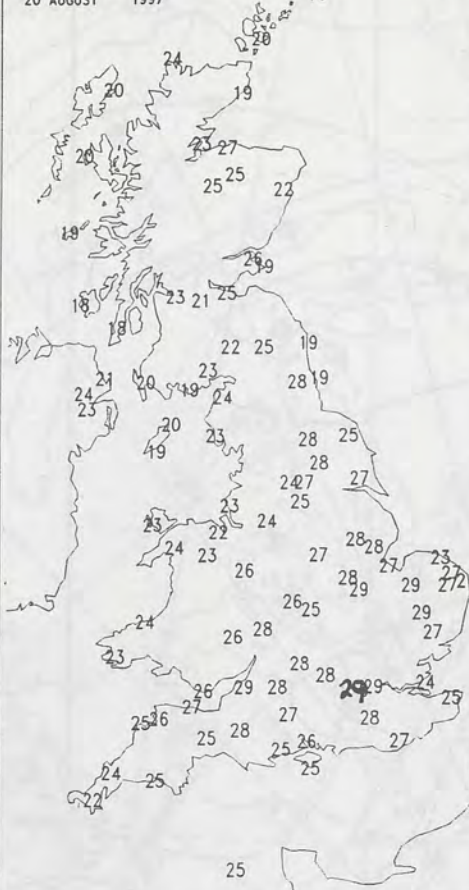 20 AUGUST 1997
20
24
20 19
23 27
20
25 25
22
19 26
19
18 23 21 25
18
22 25 19
21 20 23 28 19
24 19 24
23
20 23 28 25
19 28
24 27 27
25
23 23 24
22
24 23 28 28 23
27 27
26 28 29 29 27
26 25 29
24
26 28 27
23
28 28
26 29 28 29 29 24
27 25
25 26 27 28
25 28 26 27
25
24 25 25
22
25